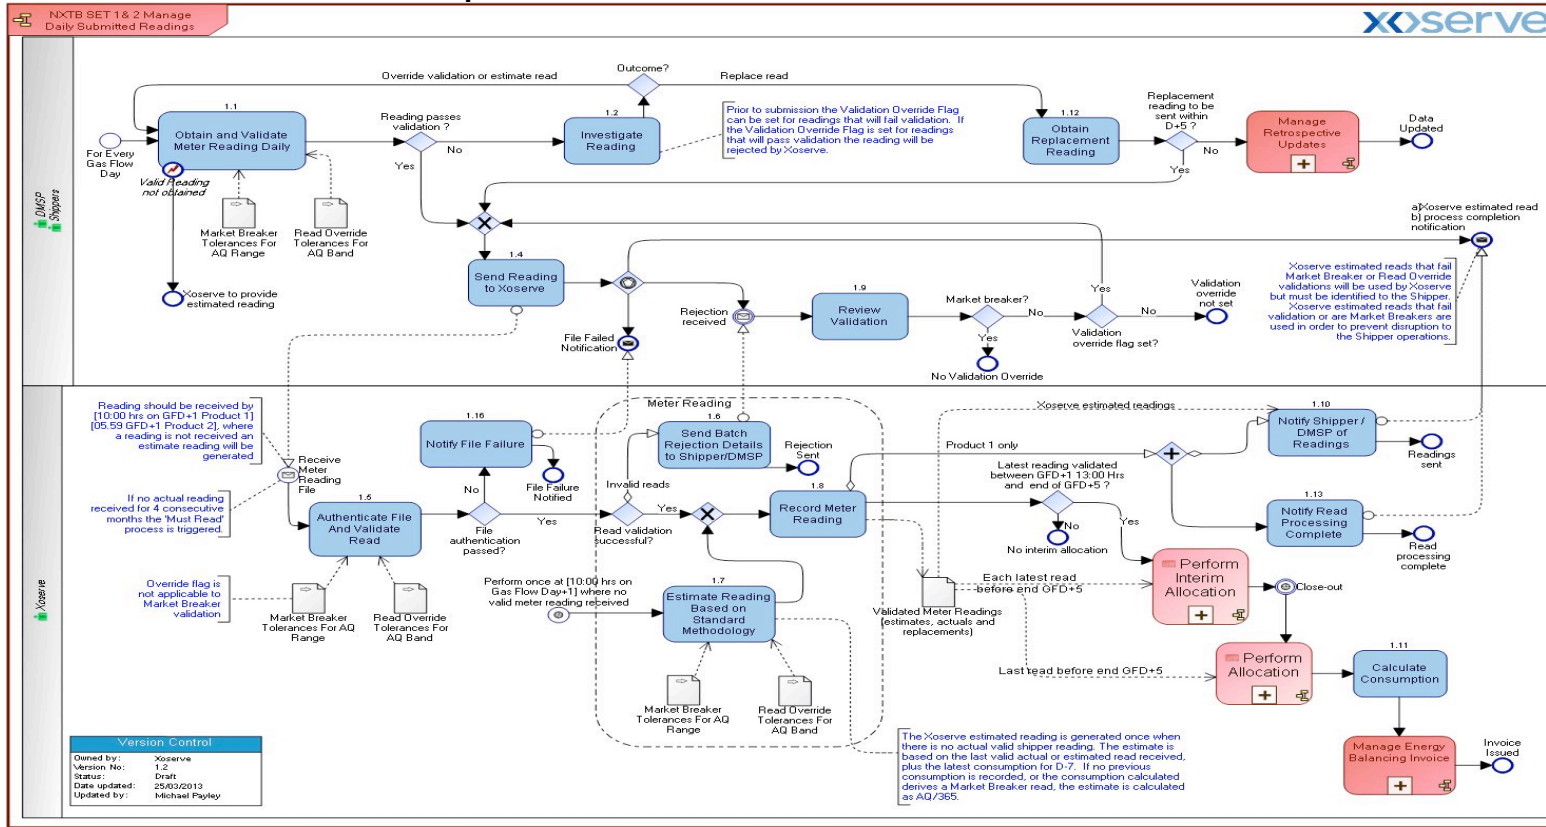 NXTB SET 1 & 2 Manage
Daily Submitted Readings
xoserve
DMSP
Shippers
Override validation or estimate read
Outcome?
Replace read
For Every
Gas Flow
Day
1.1
Obtain and Validate
Meter Reading Daily
Valid Reading
not obtained
Reading passes
validation ?
No
Yes
1.2
Investigate
Reading
Prior to submission the Validation Override Flag
can be set for readings that will fail validation. If
the Validation Override Flag is set for readings
that will pass validation the reading will be
rejected by Xoserve.
1.12
Obtain
Replacement
Reading
Replacement
reading to be
sent within
D+5 ?
No
Yes
Manage
Retrospective
Updates
Data
Updated
Market Breaker
Tolerances For
AQ Range
Read Override
Tolerances For
AQ Band
Xoserve to provide
estimated reading
1.4
Send Reading
to Xoserve
File Failed
Notification
Rejection
received
1.9
Review
Validation
Market breaker?
No
Yes
No Validation Override
Yes
No
Validation
override flag set?
Validation
override
not set
a)Xoserve estimated read
b) process completion
notification
Xoserve estimated reads that fail
Market Breaker or Read Override
validations will be used by Xoserve
but must be identified to the Shipper.
Xoserve estimated reads that fail
validation or are Market Breakers are
used in order to prevent disruption to
the Shipper operations.
Xoserve
Reading should be received by
[10:00 hrs on GFD+1 Product 1]
[05.59 GFD+1 Product 2], where
a reading is not received an
estimate reading will be
generated
If no actual reading
received for 4 consecutive
months the 'Must Read'
process is triggered.
Override flag is
not applicable to
Market Breaker
validation
Receive
Meter
Reading
File
1.5
Authenticate File
And Validate
Read
Market Breaker
Tolerances For AQ
Range
Read Override
Tolerances For
AQ Band
1.16
Notify File Failure
File Failure
Notified
No
Yes
File
authentication
passed?
Meter Reading
1.6
Send Batch
Rejection Details
to Shipper/DMSP
Rejection
Sent
Invalid reads
Yes
Read validation
successful?
Perform once at [10:00 hrs on
Gas Flow Day+1] where no
valid meter reading received
1.7
Estimate Reading
Based on
Standard
Methodology
Market Breaker
Tolerances For AQ
Range
Read Override
Tolerances For
AQ Band
1.8
Record Meter
Reading
Product 1 only
Xoserve estimated readings
Latest reading validated
between GFD+1 13:00 Hrs
and end of GFD+5 ?
No
Yes
No interim allocation
Validated Meter Readings
(estimates, actuals and
replacements)
Each latest read
before end GFD+5
Last read before end GFD+5
1.10
Notify Shipper /
DMSP of
Readings
Readings
sent
1.13
Notify Read
Processing
Complete
Read
processing
complete
Perform
Interim
Allocation
Close-out
Perform
Allocation
1.11
Calculate
Consumption
Manage Energy
Balancing Invoice
Invoice
Issued
The Xoserve estimated reading is generated once when
there is no actual valid shipper reading. The estimate is
based on the last valid actual or estimated read received,
plus the latest consumption for D-7. If no previous
consumption is recorded, or the consumption calculated
derives a Market Breaker read, the estimate is calculated
as AQ/365.
Version Control
Owned by: Xoserve
Version No: 1.2
Status: Draft
Date updated: 25/03/2013
Updated by: Michael Payley